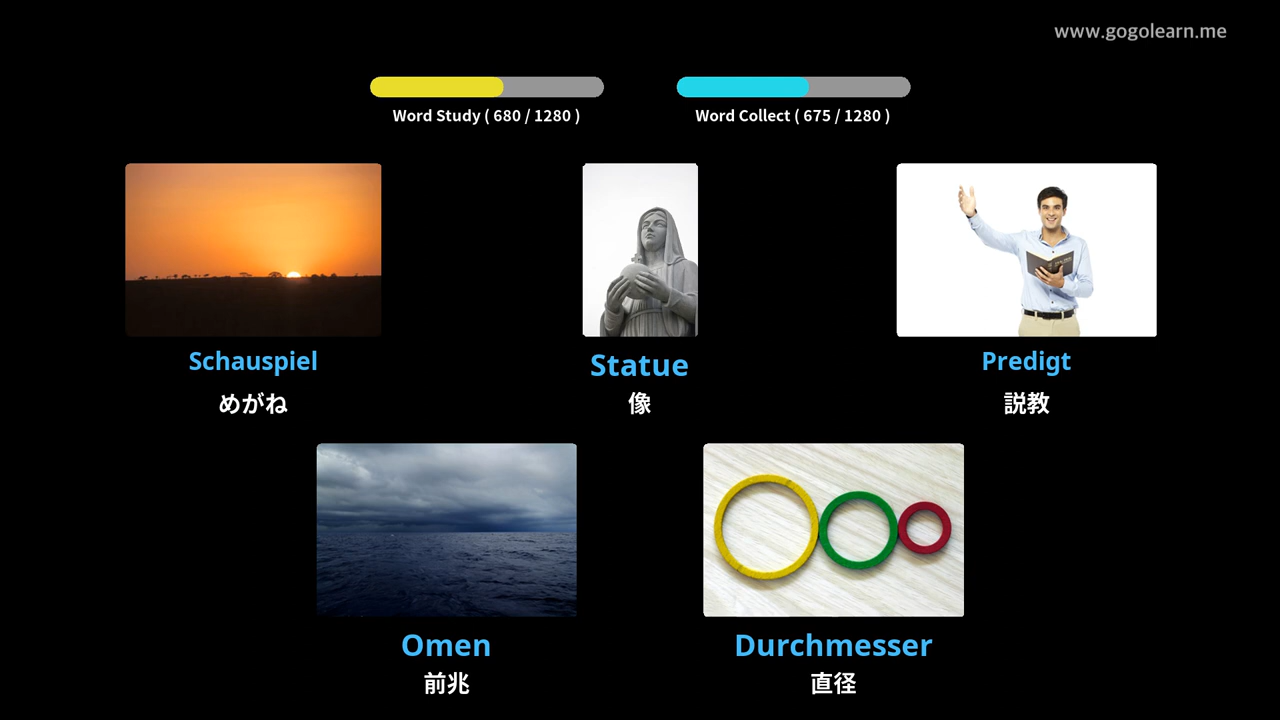 www.gogolearn.me
Word Study ( 680 / 1280 )
Word Collect ( 675 / 1280 )
Schauspiel
めがね
Statue
像
Predigt
説教
Omen
前兆
Durchmesser
直径